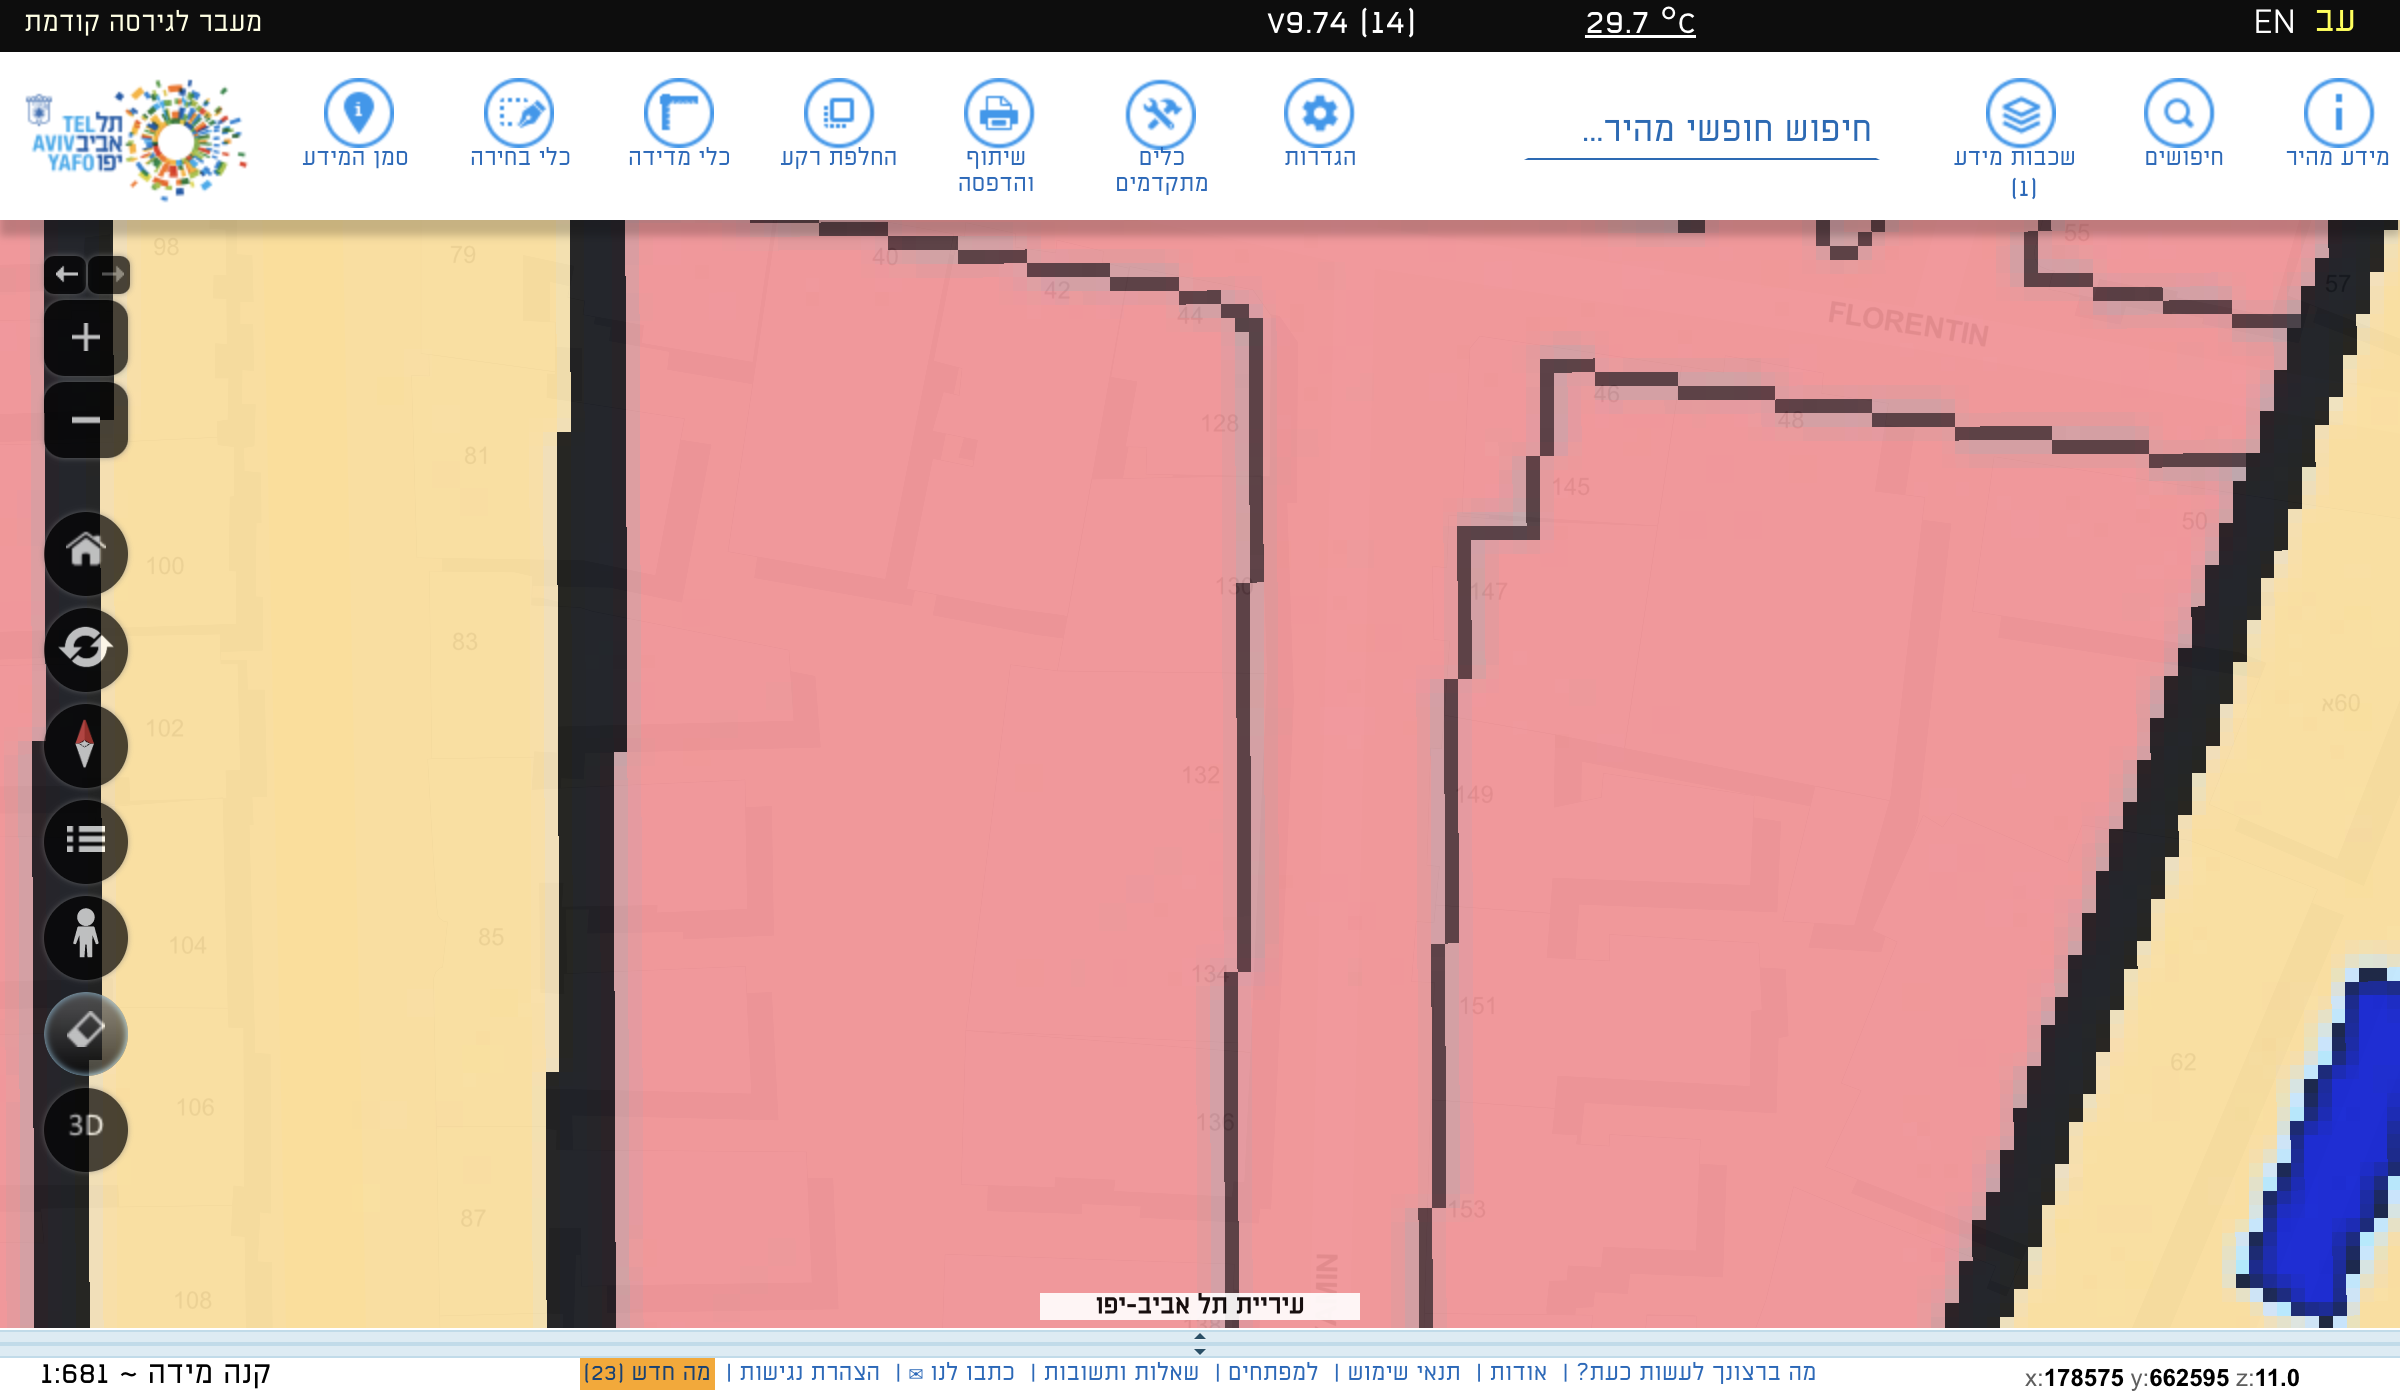 מעבר לגירסה קודמת
V9.74 (14)
29.7 °C
EN עב
תל TEL
אביב AVIV
יפו YAFO
סמן המידע
כלי בחירה
כלי מדידה
החלפת רקע
שיתוף
והדפסה
כלים
מתקדמים
הגדרות
חיפוש חופשי מהיר...
שכבות מידע
(1)
חיפושים
מידע מהיר
98
79
40
42
44
55
57
FLORENTIN
128
46
48
81
145
50
100
130
147
83
60א
102
132
149
104
85
134
151
62
106
136
3D
87
153
108
עיריית תל אביב-יפו
138
קנה מידה ~ 1:681
מה ברצונך לעשות כעת? | אודות | תנאי שימוש | למפתחים | שאלות ותשובות | כתבו לנו ✉ | הצהרת נגישות | מה חדש (23)
x:178575 y:662595 z:11.0